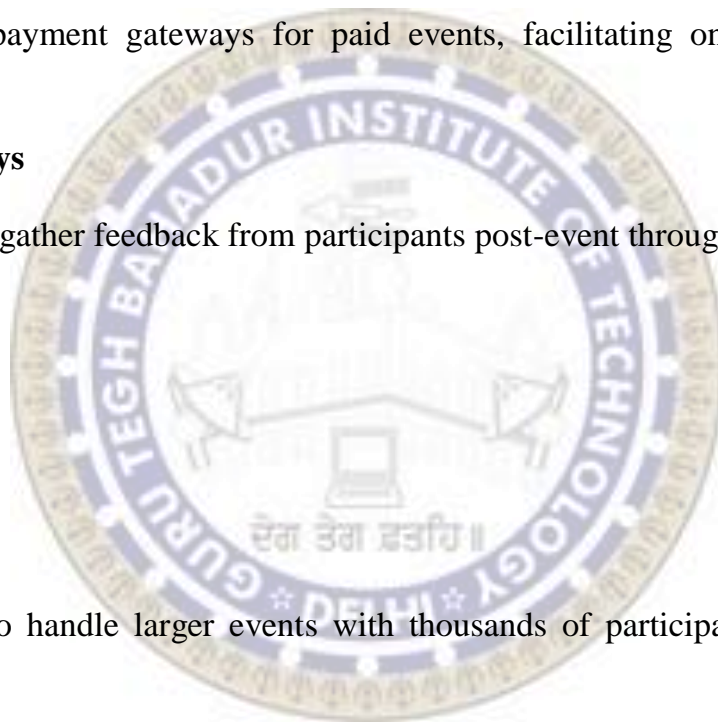 payment gateways for paid events, facilitating on
ys
gather feedback from participants post-event throug
GURU TEGH BAHADUR INSTITUTE OF TECHNOLOGY
ਦੇਗ ਤੇਗ ਫ਼ਤਹਿ॥
☆ DELHI ☆
o handle larger events with thousands of participa